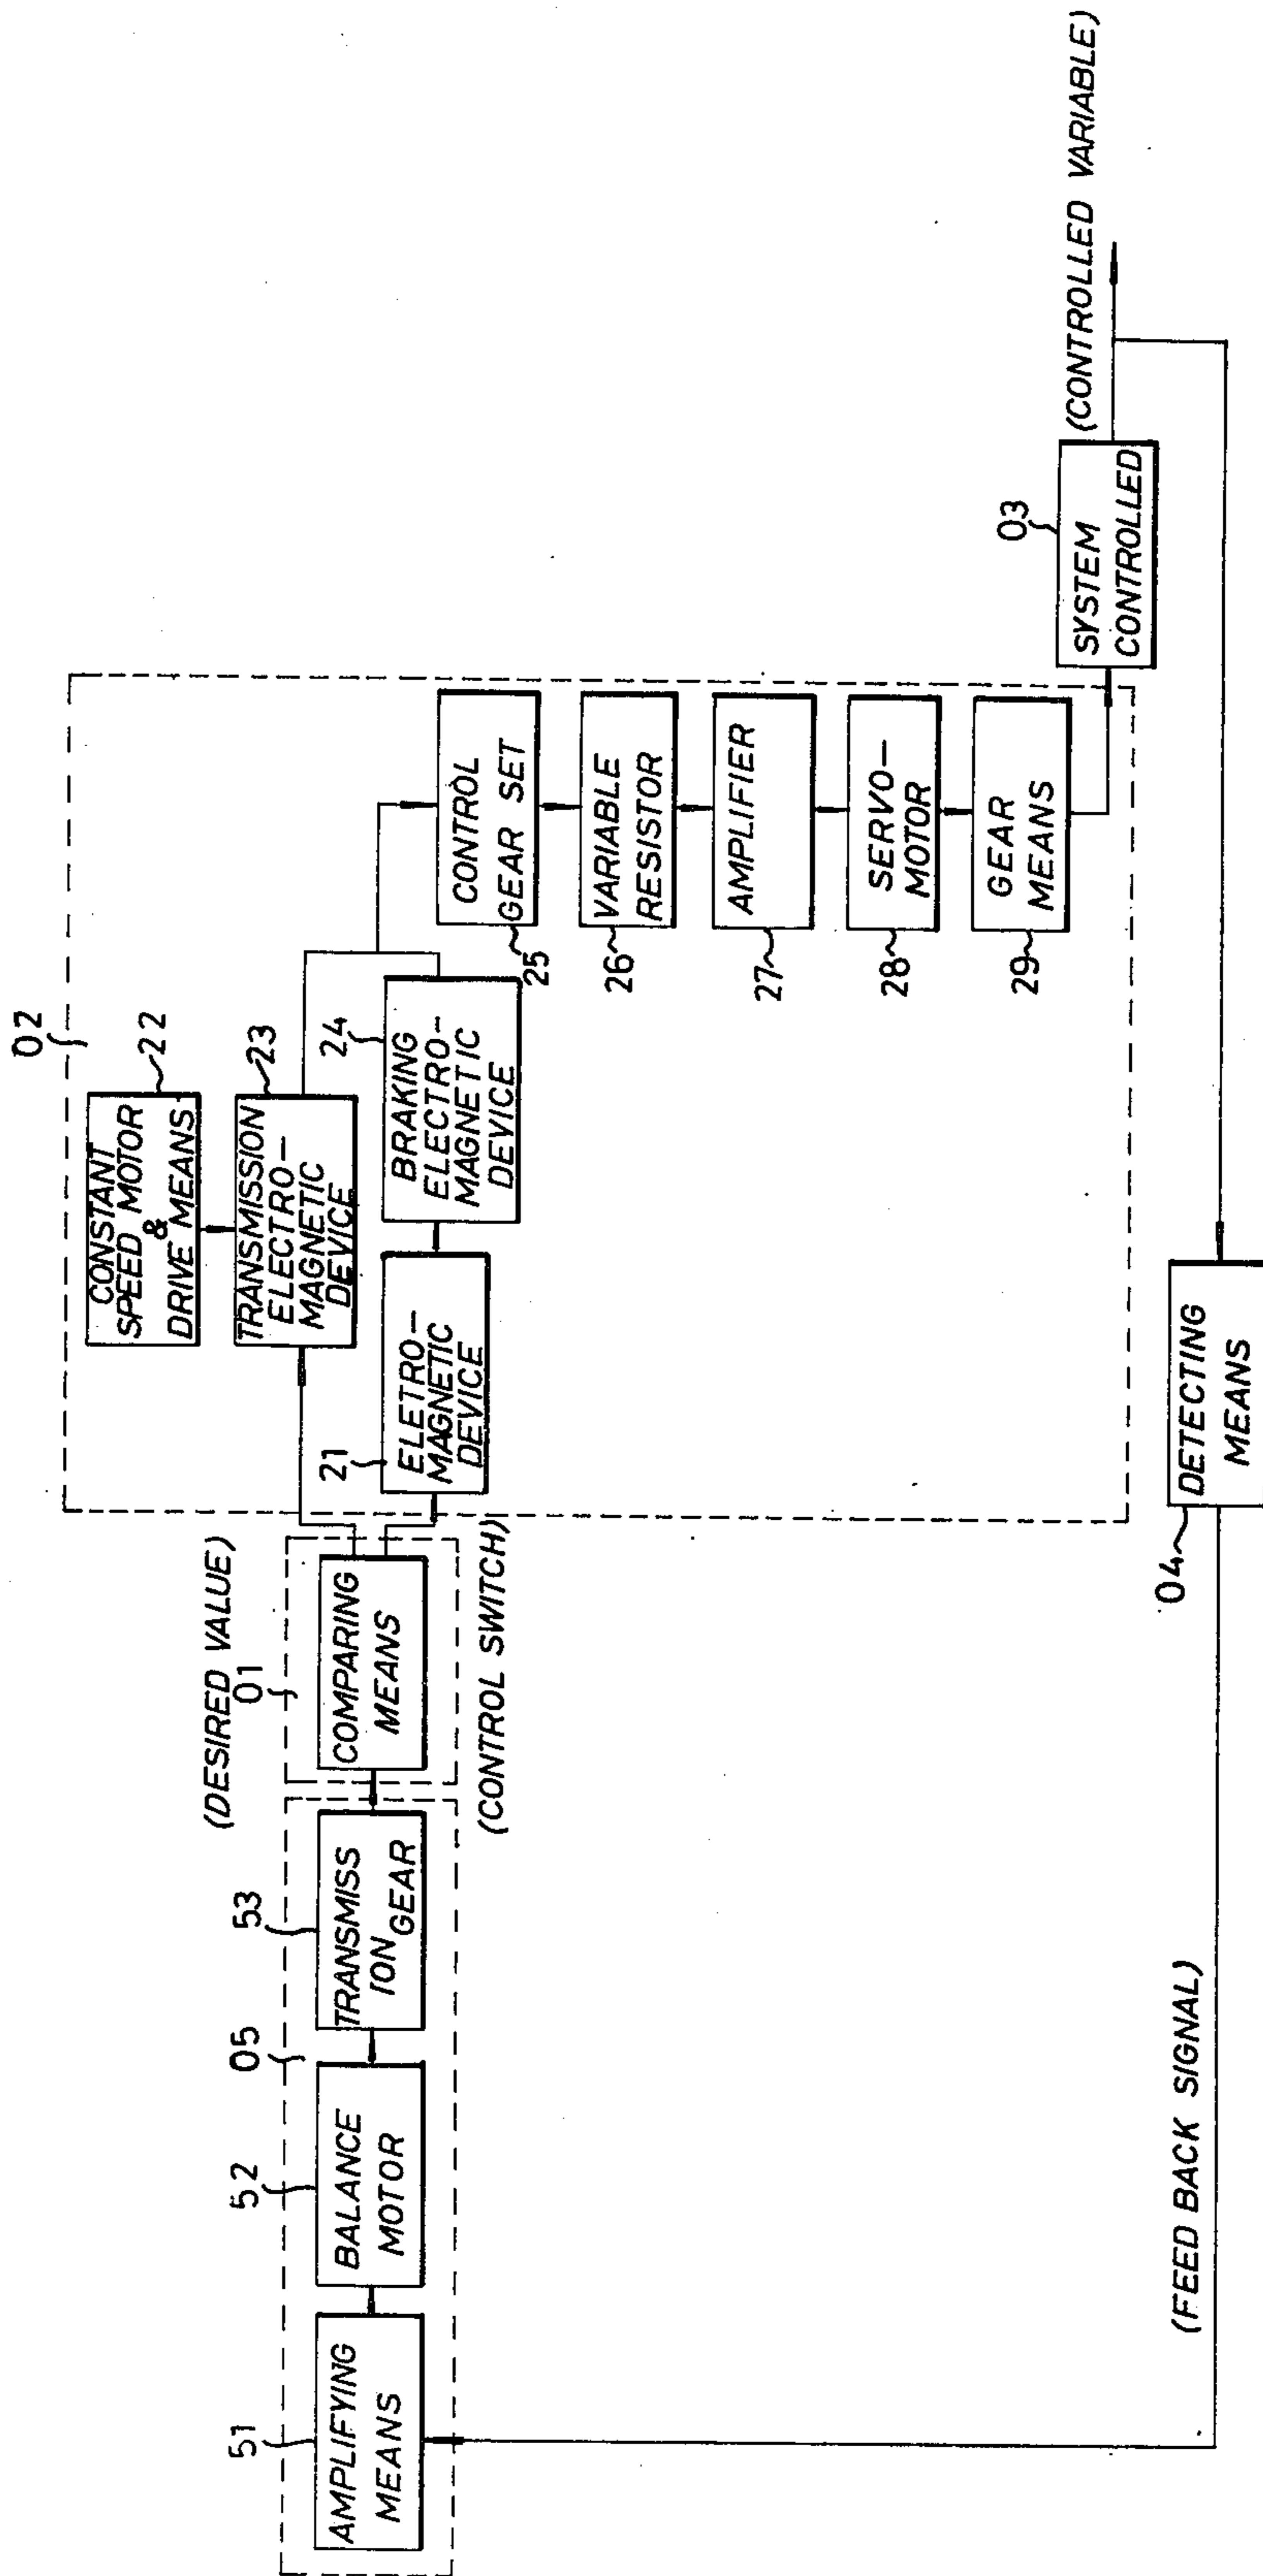 02
CONSTANT
SPEED MOTOR
&
DRIVE MEANS
22
TRANSMISSION
ELECTRO-
MAGNETIC
DEVICE
23
24
BRAKING
ELECTRO-
MAGNETIC
DEVICE
21
ELETRO-
MAGNETIC
DEVICE
CONTROL
GEAR SET
25
VARIABLE
RESISTOR
26
AMPLIFIER
27
SERVO-
MOTOR
28
GEAR
MEANS
29
03
SYSTEM
CONTROLLED
(CONTROLLED VARIABLE)
(DESIRED VALUE)
01
COMPARING
MEANS
(CONTROL SWITCH)
53
TRANSMISS
ION GEAR
05
52
BALANCE
MOTOR
51
AMPLIFYING
MEANS
04
DETECTING
MEANS
(FEED BACK SIGNAL)